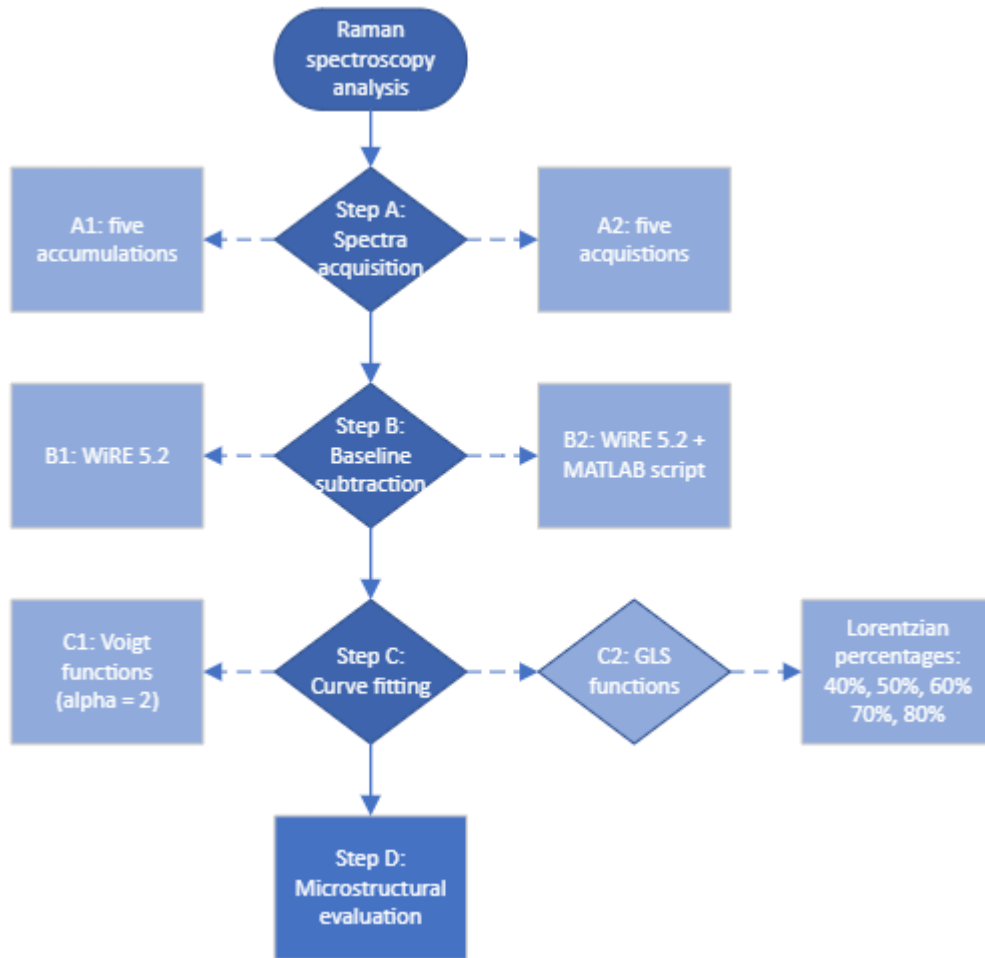 Raman
spectroscopy
analysis
A1: five
accumulations
Step A:
Spectra
acquisition
A2: five
acquistions
B1: WiRE 5.2
Step B:
Baseline
subtraction
B2: WiRE 5.2 +
MATLAB script
C1: Voigt
functions
(alpha = 2)
Step C:
Curve fitting
C2: GLS
functions
Lorentzian
percentages:
40%, 50%, 60%
70%, 80%
Step D:
Microstructural
evaluation